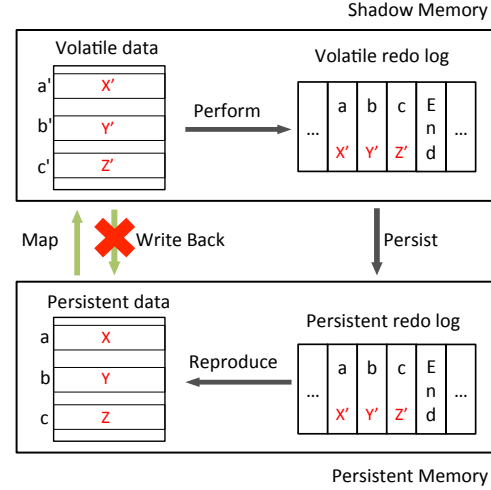 Shadow Memory
Volatile data
Volatile redo log
a'
X'
b'
Y'
c'
Z'
Perform
... a b c E n d ...
X' Y' Z'
Map
Write Back
Persist
Persistent data
Persistent redo log
a
X
b
Y
c
Z
Reproduce
... a b c E n d ...
X' Y' Z'
Persistent Memory